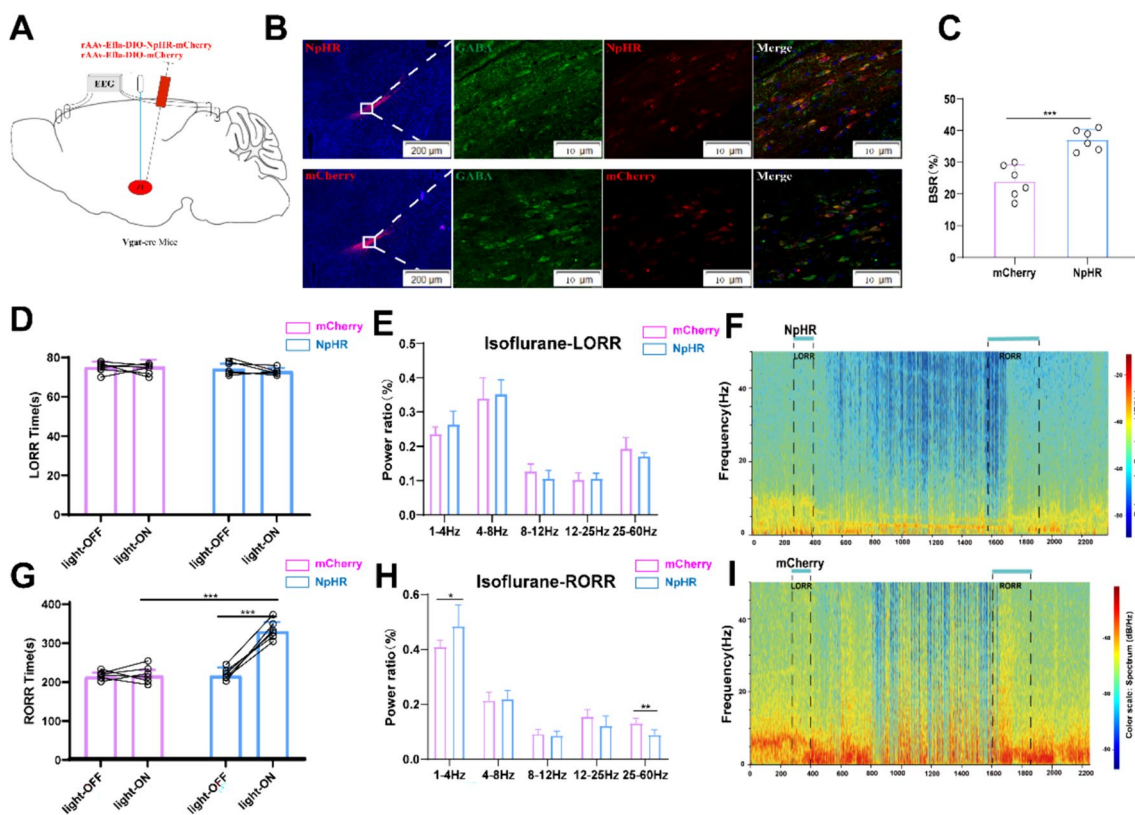 A
rAAv-Efla-DIO-NpHR-mCherry
rAAv-Efla-DIO-mCherry
EEG
Vgat-cre Mice
B
NpHR
GABA
NpHR
Merge
200 μm
10 μm
10 μm
10 μm
mCherry
GABA
mCherry
Merge
200 μm
10 μm
10 μm
10 μm
C
BSR(%)
50
40
30
20
10
0
***
mCherry
NpHR
D
mCherry
NpHR
LORR Time(s)
80
60
40
20
0
light-OFF
light-ON
light-OFF
light-ON
E
Isoflurane-LORR
mCherry
NpHR
Power ratio(%)
0.6
0.4
0.3
0.2
0.1
0.0
1-4Hz
4-8Hz
8-12Hz
12-25Hz
25-60Hz
F
NpHR
LORR
RORR
Frequency(Hz)
40
20
0
0
200
400
600
800
1000
1200
1400
1600
1800
2000
2200
-20
-40
G
mCherry
NpHR
***
***
RORR Time(s)
400
300
200
100
0
light-OFF
light-ON
light-OFF
light-ON
H
Isoflurane-RORR
mCherry
NpHR
Power ratio(%)
0.6
0.4
0.2
0.0
*
**
1-4Hz
4-8Hz
8-12Hz
12-25Hz
25-60Hz
I
mCherry
LORR
RORR
Frequency(Hz)
40
20
0
0
200
400
600
800
1000
1200
1400
1600
1800
2000
2200
Color scale: Spectrum (dB/Hz)